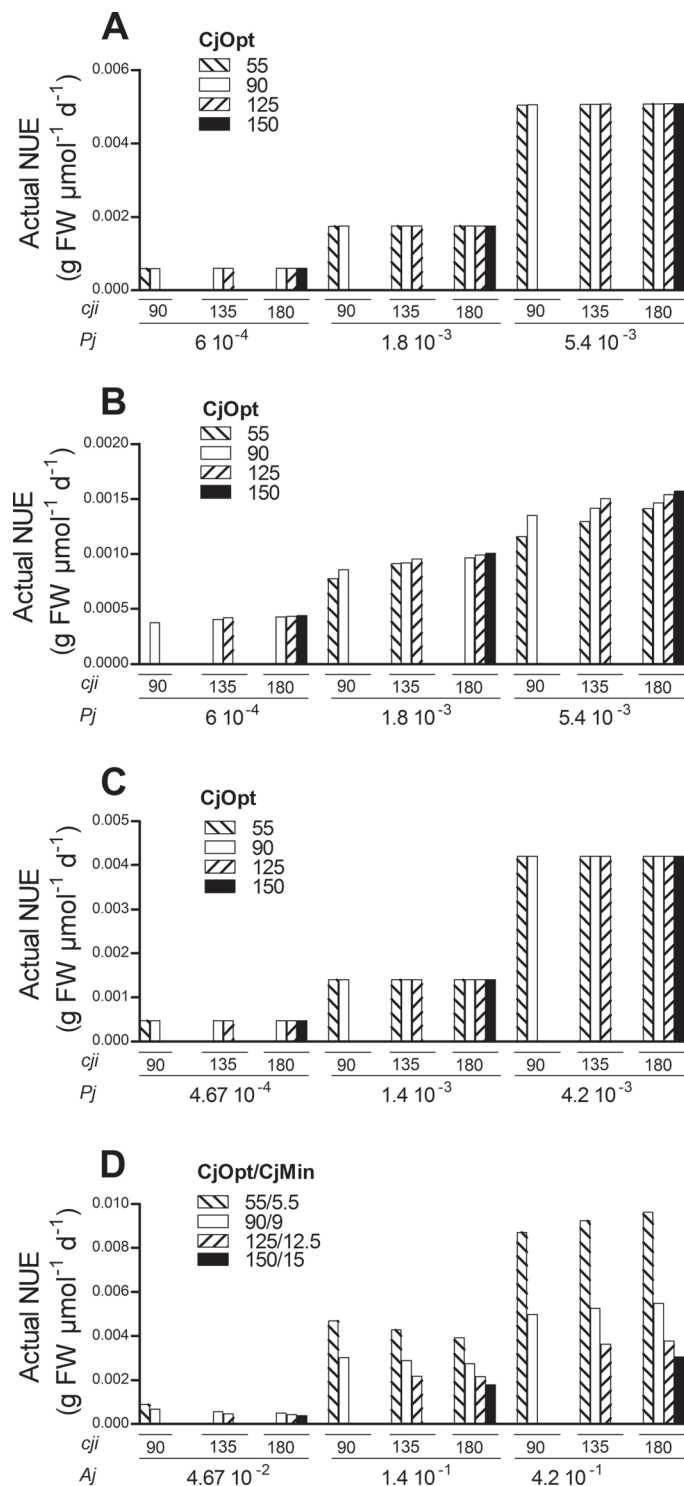 A
CjOpt
55
90
125
150
Actual NUE
(g FW µmol⁻¹ d⁻¹)
0.006
0.004
0.002
0.000
cji 90 135 180 90 135 180 90 135 180
Pj 6 10⁻⁴ 1.8 10⁻³ 5.4 10⁻³
B
CjOpt
55
90
125
150
Actual NUE
(g FW µmol⁻¹ d⁻¹)
0.0020
0.0015
0.0010
0.0005
0.0000
cji 90 135 180 90 135 180 90 135 180
Pj 6 10⁻⁴ 1.8 10⁻³ 5.4 10⁻³
C
CjOpt
55
90
125
150
Actual NUE
(g FW µmol⁻¹ d⁻¹)
0.005
0.004
0.002
0.001
0.000
cji 90 135 180 90 135 180 90 135 180
Pj 4.67 10⁻⁴ 1.4 10⁻³ 4.2 10⁻³
D
CjOpt/CjMin
55/5.5
90/9
125/12.5
150/15
Actual NUE
(g FW µmol⁻¹ d⁻¹)
0.010
0.008
0.006
0.004
0.002
0.000
cji 90 135 180 90 135 180 90 135 180
Aj 4.67 10⁻² 1.4 10⁻¹ 4.2 10⁻¹